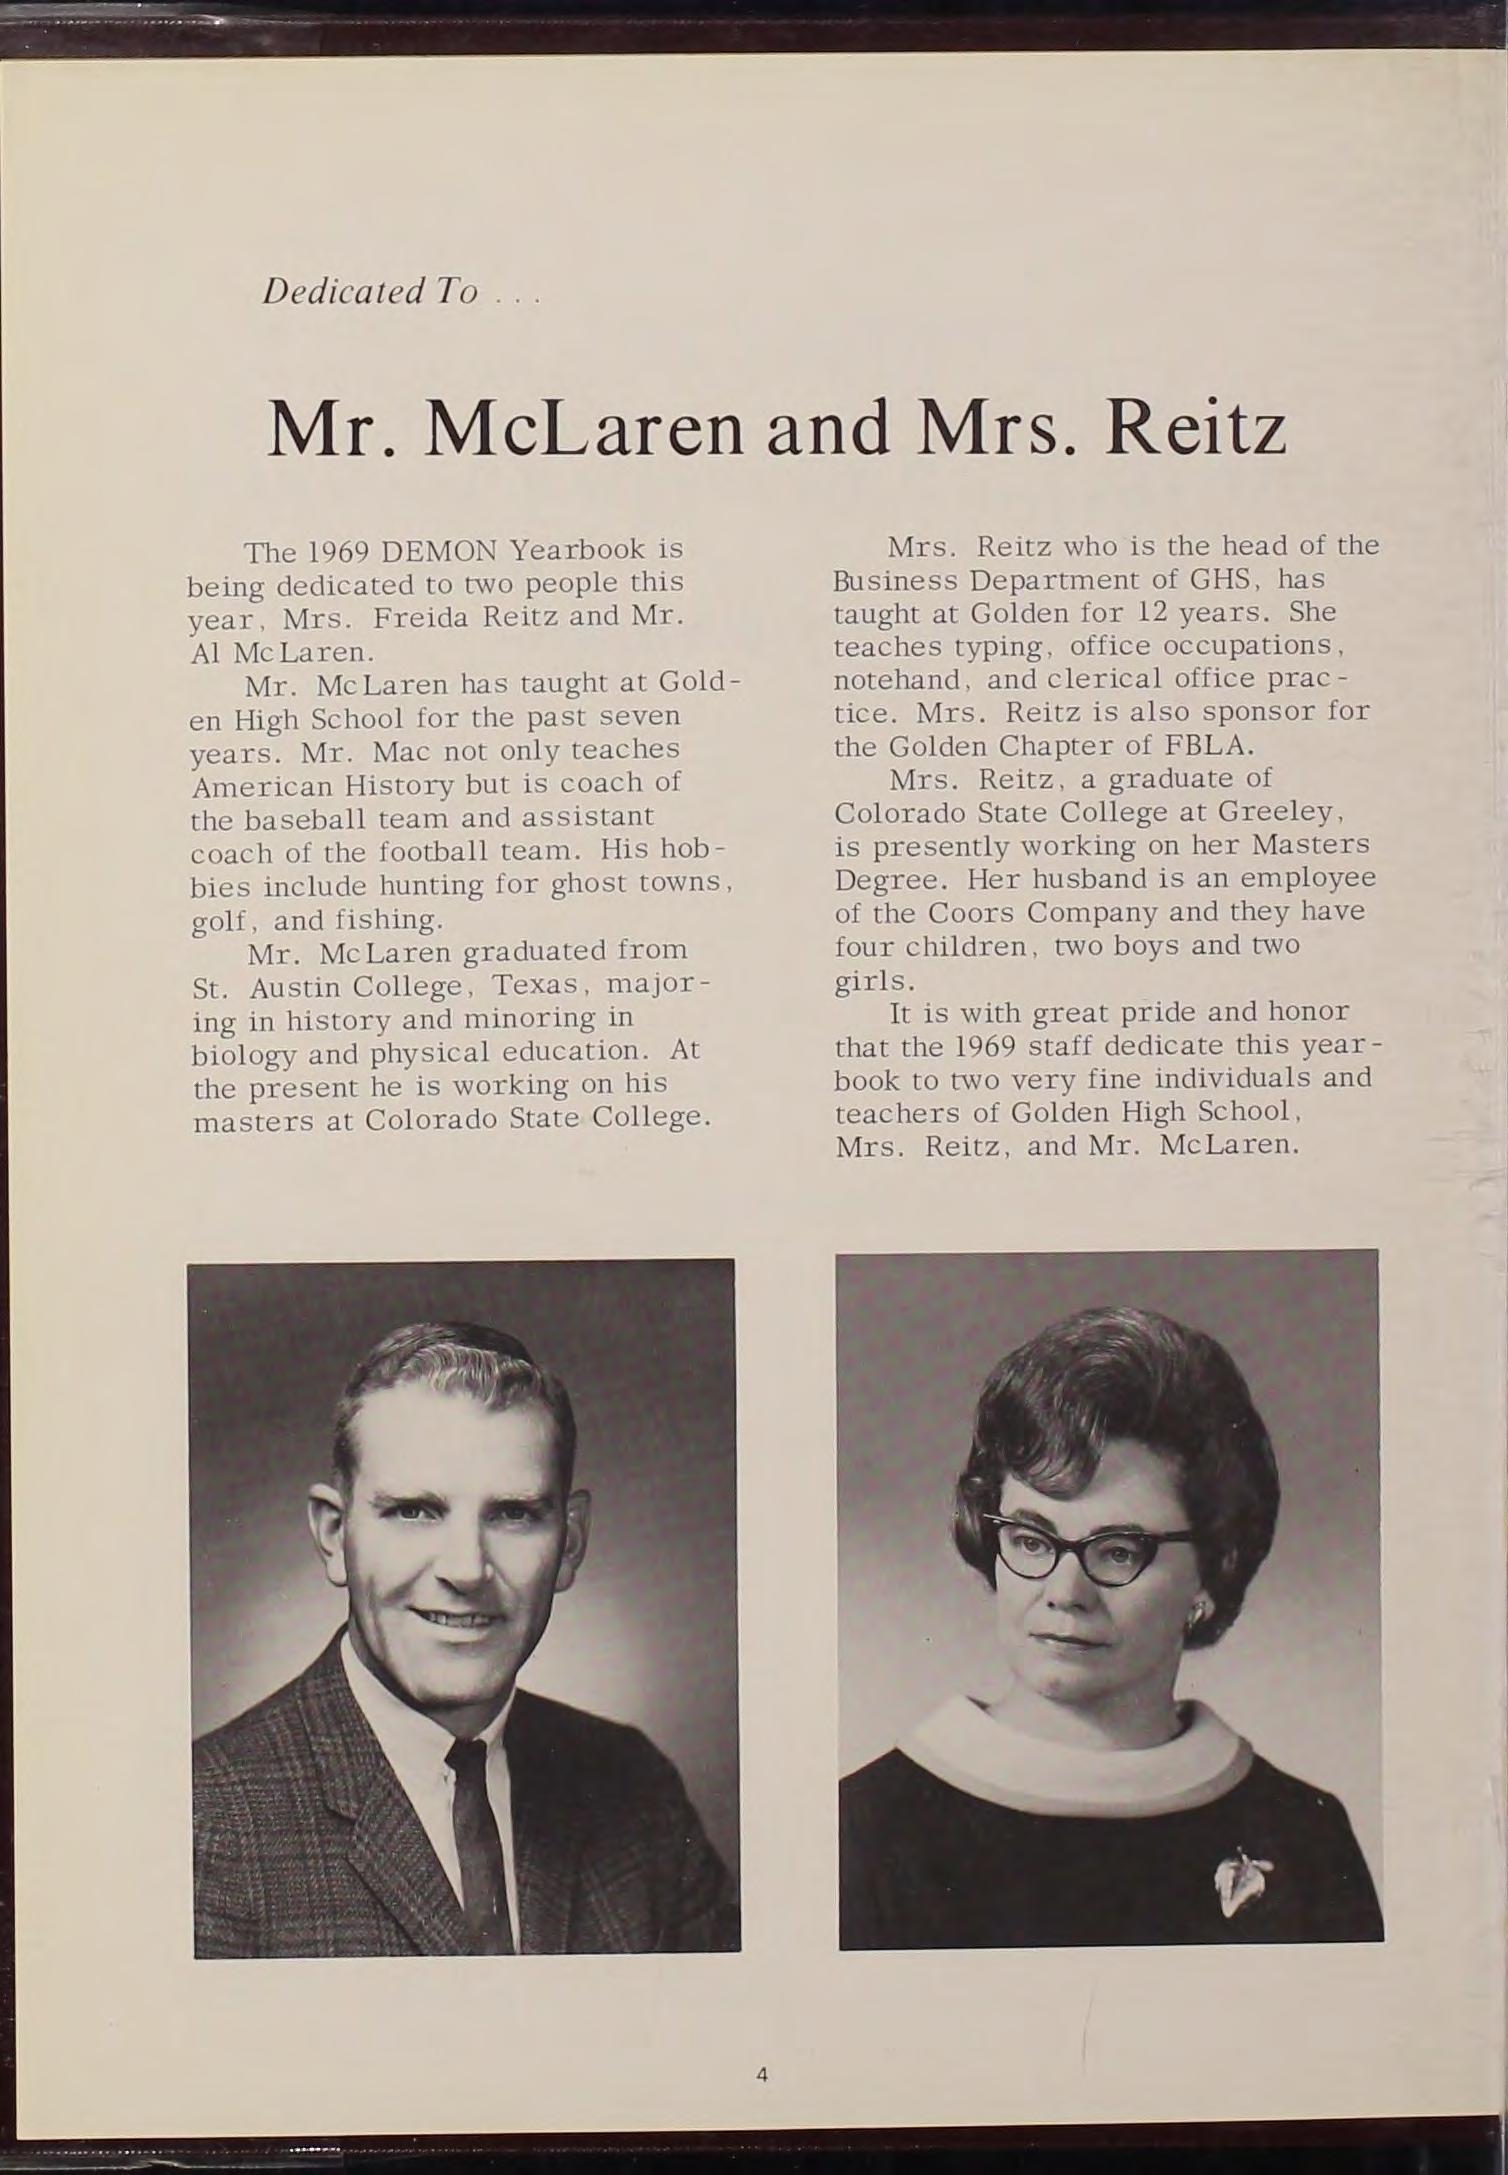 Dedicated To . . .
Mr. McLaren and Mrs. Reitz
The 1969 DEMON Yearbook is
being dedicated to two people this
year, Mrs. Freida Reitz and Mr.
Al McLaren.
Mr. McLaren has taught at Gold-
en High School for the past seven
years. Mr. Mac not only teaches
American History but is coach of
the baseball team and assistant
coach of the football team. His hob-
bies include hunting for ghost towns,
golf, and fishing.
Mr. McLaren graduated from
St. Austin College, Texas, major-
ing in history and minoring in
biology and physical education. At
the present he is working on his
masters at Colorado State College.
Mrs. Reitz who is the head of the
Business Department of GHS, has
taught at Golden for 12 years. She
teaches typing, office occupations,
notehand, and clerical office prac-
tice. Mrs. Reitz is also sponsor for
the Golden Chapter of FBLA.
Mrs. Reitz, a graduate of
Colorado State College at Greeley,
is presently working on her Masters
Degree. Her husband is an employee
of the Coors Company and they have
four children, two boys and two
girls.
It is with great pride and honor
that the 1969 staff dedicate this year-
book to two very fine individuals and
teachers of Golden High School,
Mrs. Reitz, and Mr. McLaren.
4